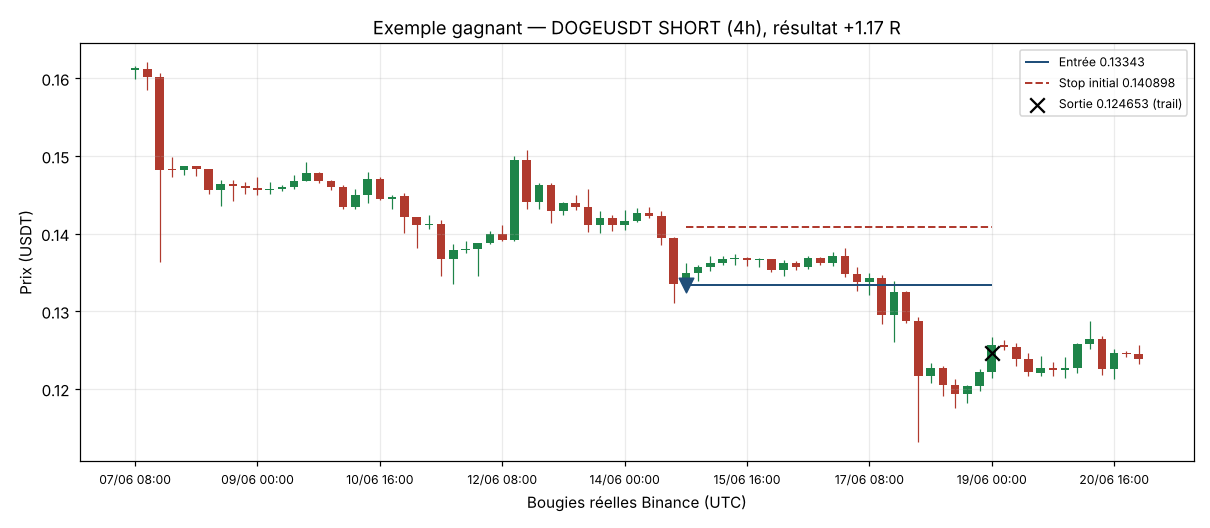 Exemple gagnant — DOGEUSDT SHORT (4h), résultat +1.17 R
Entrée 0.13343
Stop initial 0.140898
Sortie 0.124653 (trail)
Prix (USDT)
0.16
0.15
0.14
0.13
0.12
07/06 08:00 09/06 00:00 10/06 16:00 12/06 08:00 14/06 00:00 15/06 16:00 17/06 08:00 19/06 00:00 20/06 16:00
Bougies réelles Binance (UTC)